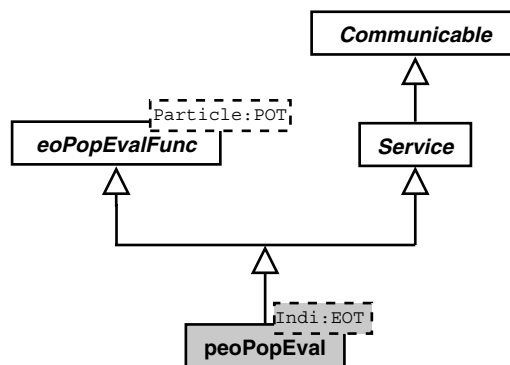 Communicable
Particle:POT
eoPopEvalFunc
Service
Indi:EOT
peoPopEval